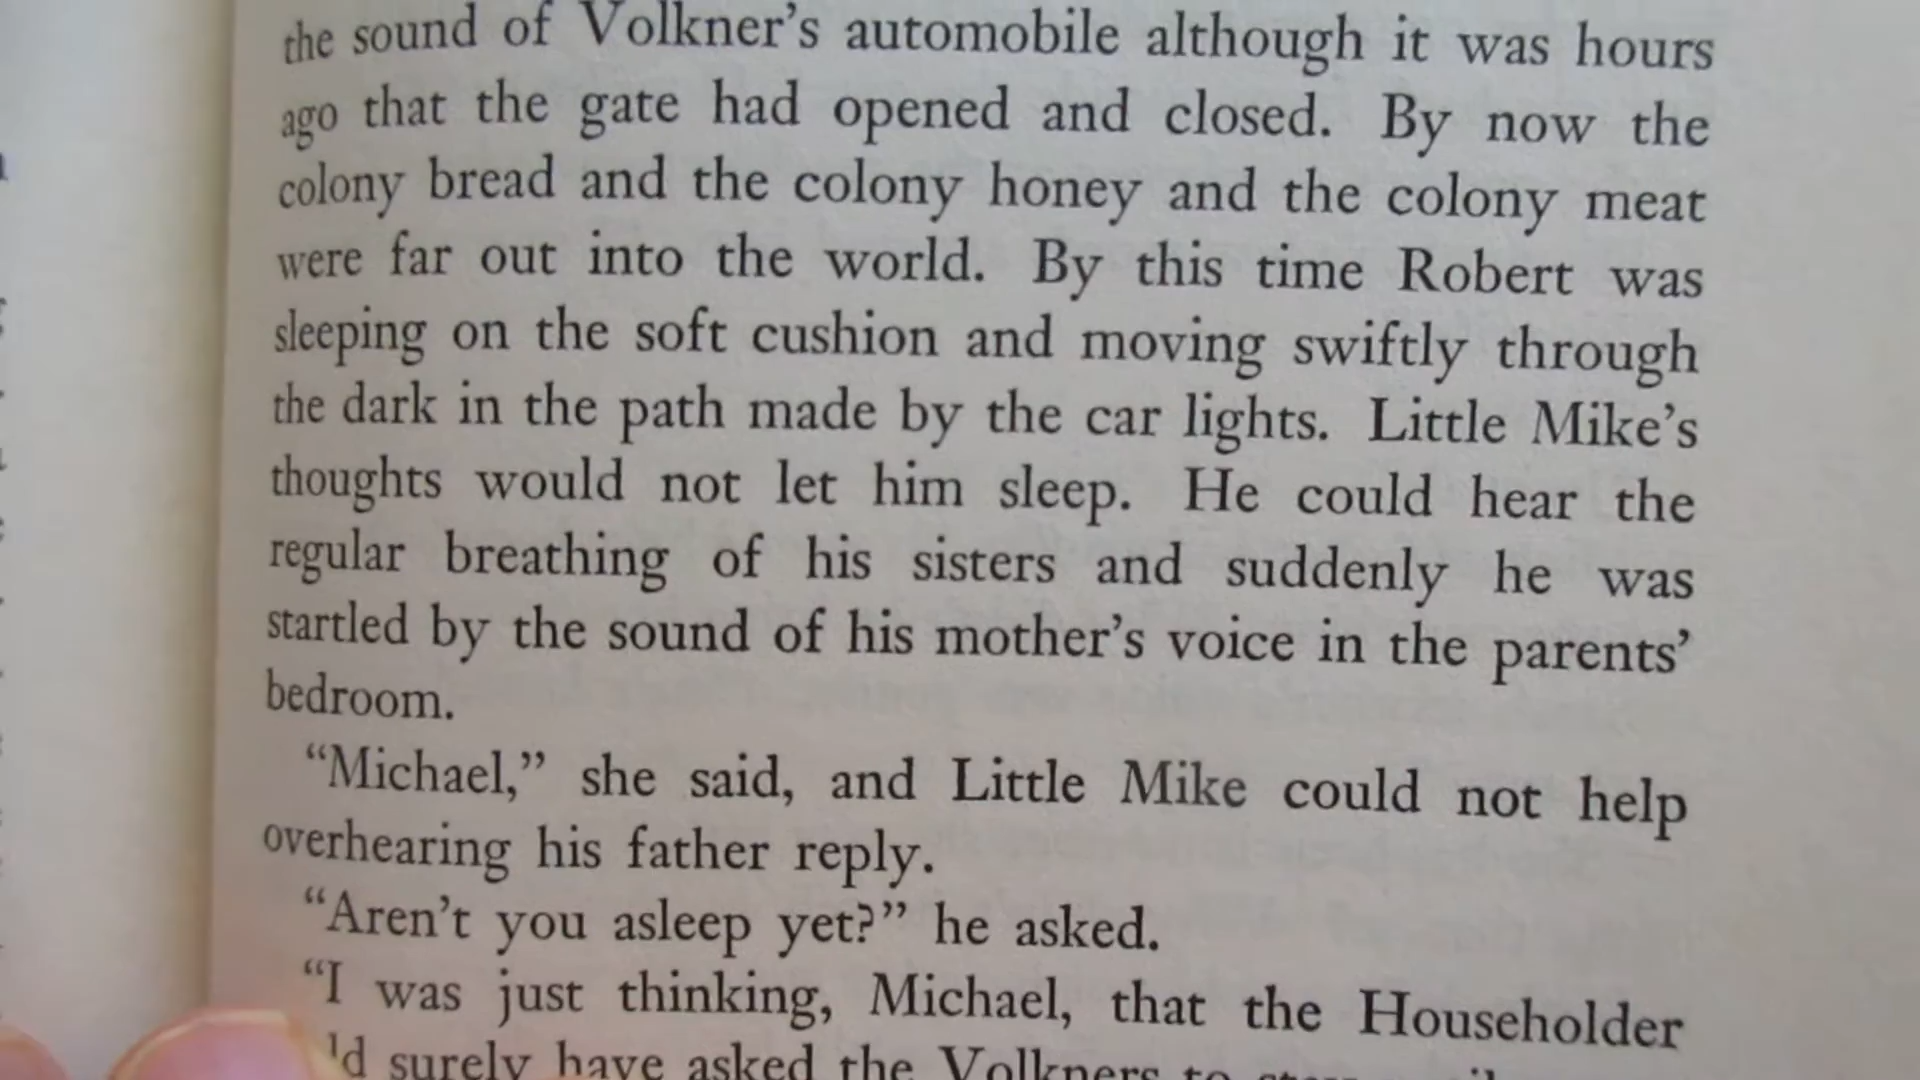 the sound of Volkner’s automobile although it was hours
ago that the gate had opened and closed. By now the
colony bread and the colony honey and the colony meat
were far out into the world. By this time Robert was
sleeping on the soft cushion and moving swiftly through
the dark in the path made by the car lights. Little Mike’s
thoughts would not let him sleep. He could hear the
regular breathing of his sisters and suddenly he was
startled by the sound of his mother’s voice in the parents’
bedroom.
“Michael,” she said, and Little Mike could not help
overhearing his father reply.
“Aren’t you asleep yet?” he asked.
“I was just thinking, Michael, that the Householder
surely have asked the Volkners to